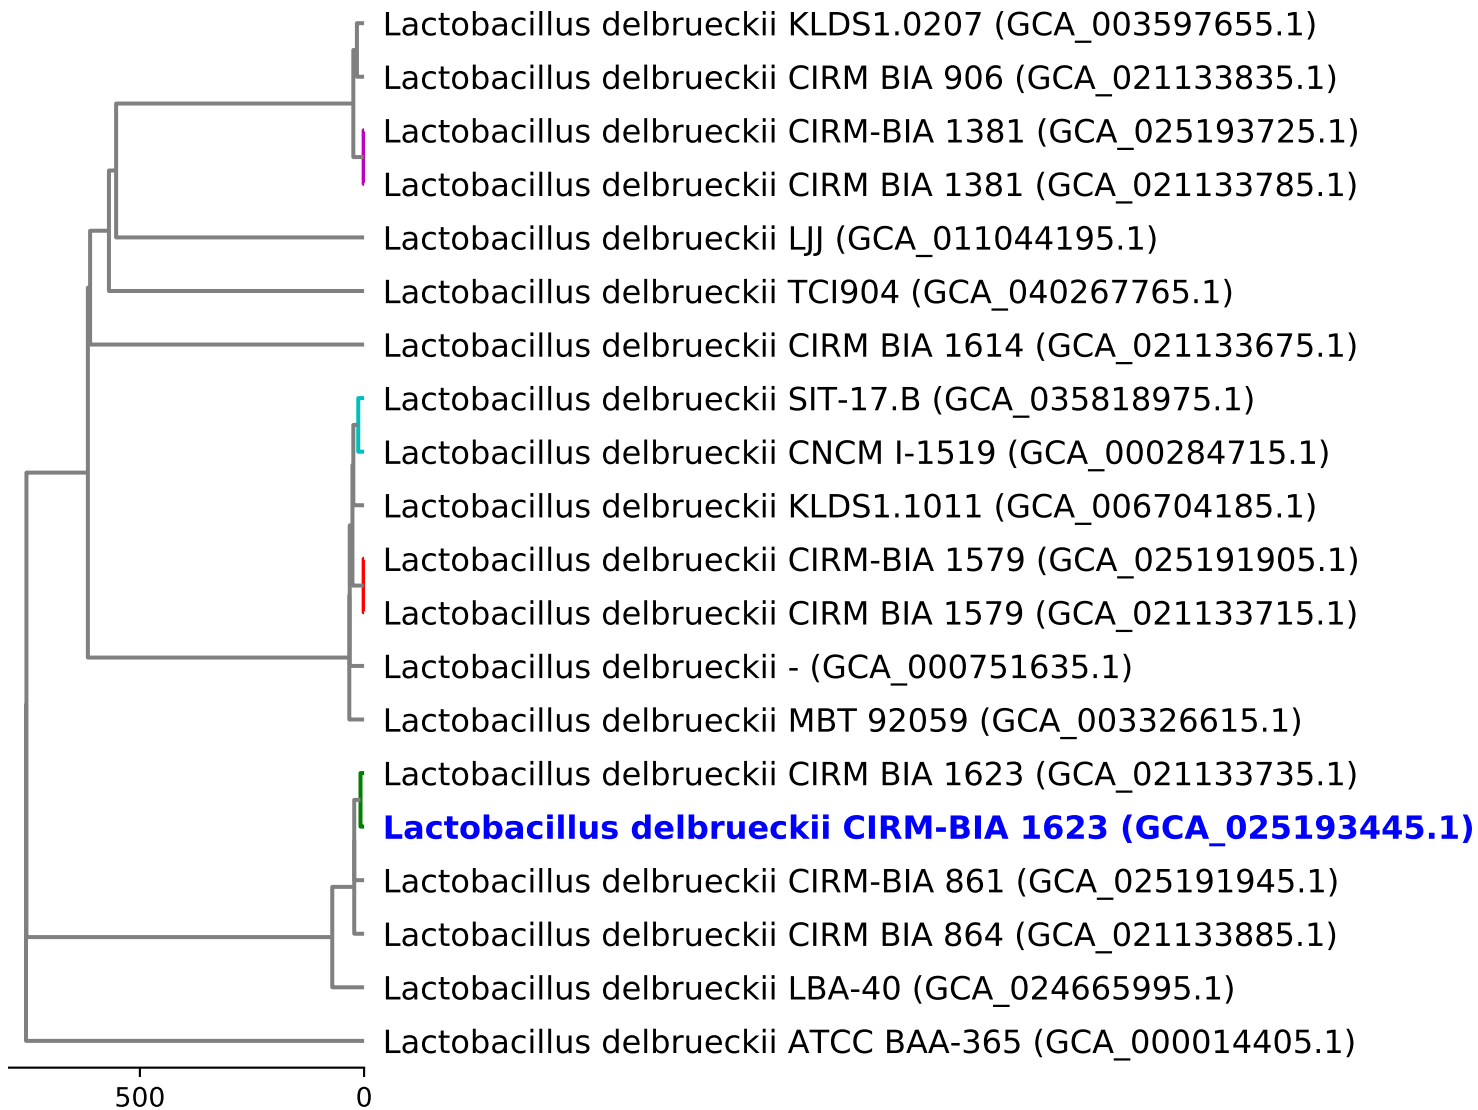 Lactobacillus delbrueckii KLDS1.0207 (GCA_003597655.1)
Lactobacillus delbrueckii CIRM BIA 906 (GCA_021133835.1)
Lactobacillus delbrueckii CIRM-BIA 1381 (GCA_025193725.1)
Lactobacillus delbrueckii CIRM BIA 1381 (GCA_021133785.1)
Lactobacillus delbrueckii LJJ (GCA_011044195.1)
Lactobacillus delbrueckii TCI904 (GCA_040267765.1)
Lactobacillus delbrueckii CIRM BIA 1614 (GCA_021133675.1)
Lactobacillus delbrueckii SIT-17.B (GCA_035818975.1)
Lactobacillus delbrueckii CNCM I-1519 (GCA_000284715.1)
Lactobacillus delbrueckii KLDS1.1011 (GCA_006704185.1)
Lactobacillus delbrueckii CIRM-BIA 1579 (GCA_025191905.1)
Lactobacillus delbrueckii CIRM BIA 1579 (GCA_021133715.1)
Lactobacillus delbrueckii - (GCA_000751635.1)
Lactobacillus delbrueckii MBT 92059 (GCA_003326615.1)
Lactobacillus delbrueckii CIRM BIA 1623 (GCA_021133735.1)
Lactobacillus delbrueckii CIRM-BIA 1623 (GCA_025193445.1)
Lactobacillus delbrueckii CIRM-BIA 861 (GCA_025191945.1)
Lactobacillus delbrueckii CIRM BIA 864 (GCA_021133885.1)
Lactobacillus delbrueckii LBA-40 (GCA_024665995.1)
Lactobacillus delbrueckii ATCC BAA-365 (GCA_000014405.1)
500 0